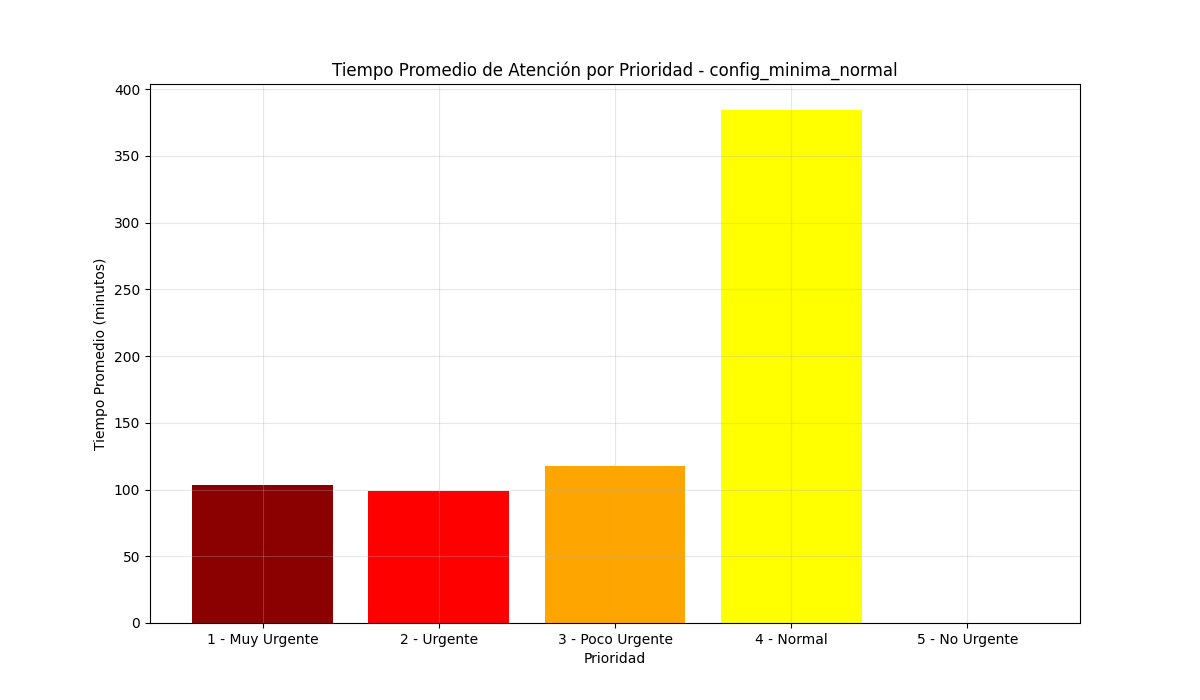 Tiempo Promedio de Atención por Prioridad - config_minima_normal
400
350
300
250
200
150
100
50
0
Tiempo Promedio (minutos)
1 - Muy Urgente
2 - Urgente
3 - Poco Urgente
4 - Normal
5 - No Urgente
Prioridad